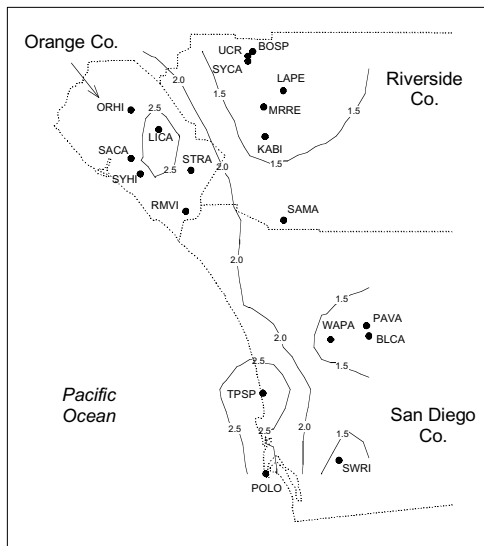 Orange Co.
UCR
BOSP
SYCA
2.0
LAPE
Riverside
Co.
1.5
1.5
ORHI
2.5
MRRE
LICA
KABI
1.5
SACA
STRA
2.5
SYHI
RMVI
SAMA
2.0
1.5
PAVA
WAPA
BLCA
2.0
1.5
2.5
Pacific
Ocean
TPSP
San Diego
Co.
2.5
2.5
2.0
1.5
SWRI
POLO